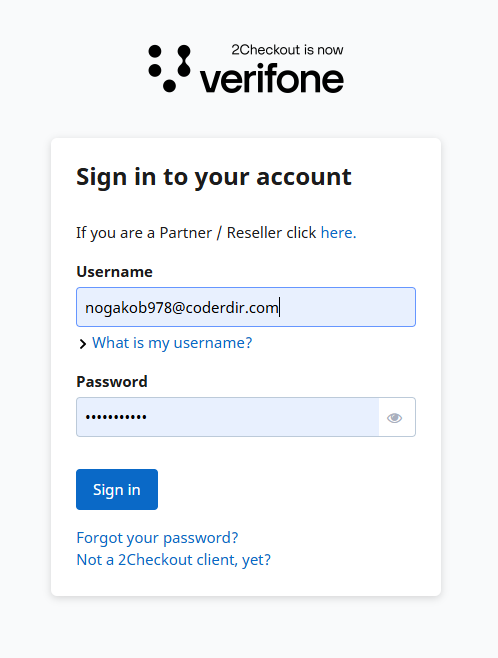 2Checkout is now
verifone
Sign in to your account
If you are a Partner / Reseller click here.
Username
nogakob978@coderdir.com
What is my username?
Password
•••••••••••
Sign in
Forgot your password?
Not a 2Checkout client, yet?